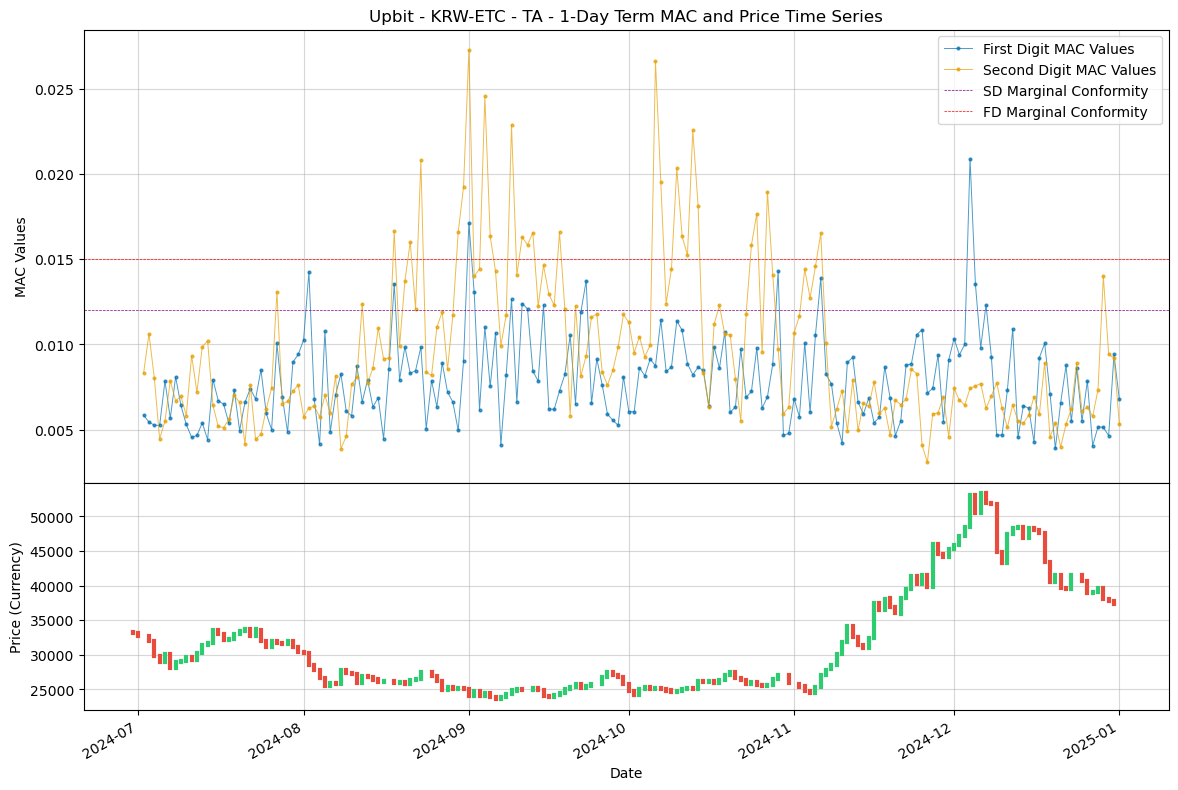 Upbit - KRW-ETC - TA - 1-Day Term MAC and Price Time Series
First Digit MAC Values
Second Digit MAC Values
SD Marginal Conformity
FD Marginal Conformity
MAC Values
0.025
0.020
0.015
0.010
0.005
Price (Currency)
50000
45000
40000
35000
30000
25000
2024-07
2024-08
2024-09
2024-10
2024-11
2024-12
2025-01
Date